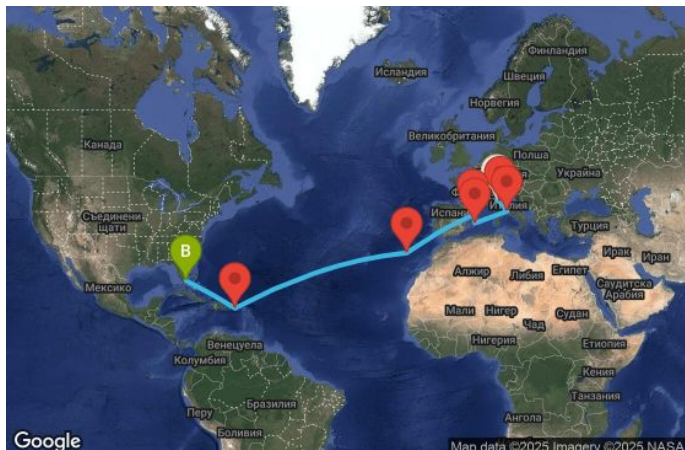 Исландия
Финландия
Швеция
Норвегия
Великобритания
Канада
Полша
Украйна
Съединени
щати
Испани
Италия
Турция
Ирак
Иран
Алжир
Либия
Египет
Саудитска
Арабия
Мексико
B
Мали
Нигер
Чад
Судан
Венецуела
Нигерия
Етиопия
Колумбия
Кения
Танзания
Перу
Бразилия
Ангола
Боливия
Google
Map data ©2025 Imagery ©2025 NASA